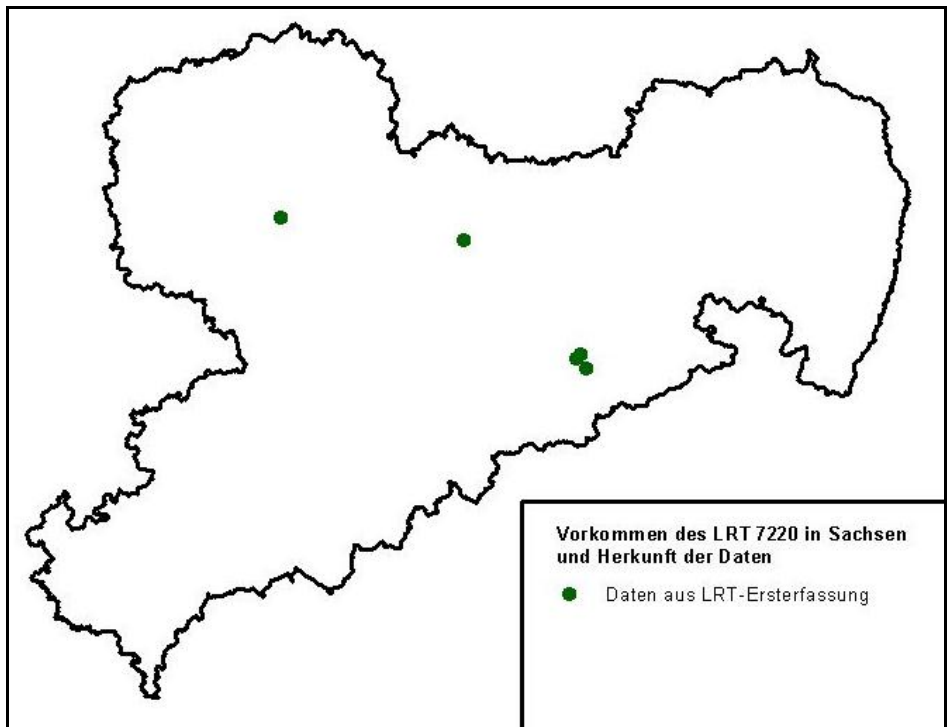 Vorkommen des LRT 7220 in Sachsen
und Herkunft der Daten
Daten aus LRT-Ersterfassung